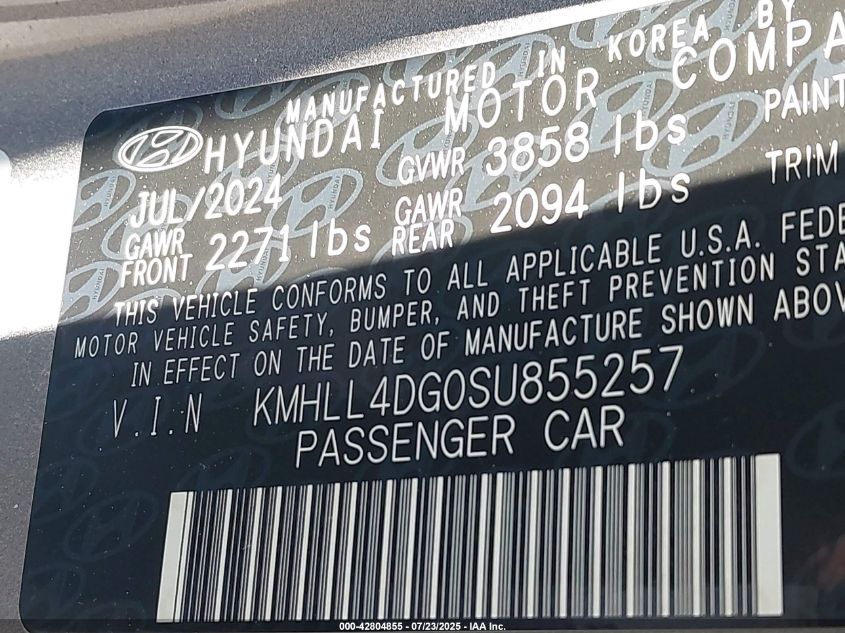 MANUFACTURED IN KOREA BY
HYUNDAI MOTOR COMPA
JUL/2024 GVWR 3858 lbs PAINT
GAWR FRONT 2271 lbs GAWR REAR 2094 lbs TRIM
THIS VEHICLE CONFORMS TO ALL APPLICABLE U.S.A. FEDE
MOTOR VEHICLE SAFETY, BUMPER, AND THEFT PREVENTION STA
IN EFFECT ON THE DATE OF MANUFACTURE SHOWN ABOV
V.I.N KMHLL4DG0SU855257
PASSENGER CAR
000-42804855 - 07/23/2025 - IAA Inc.